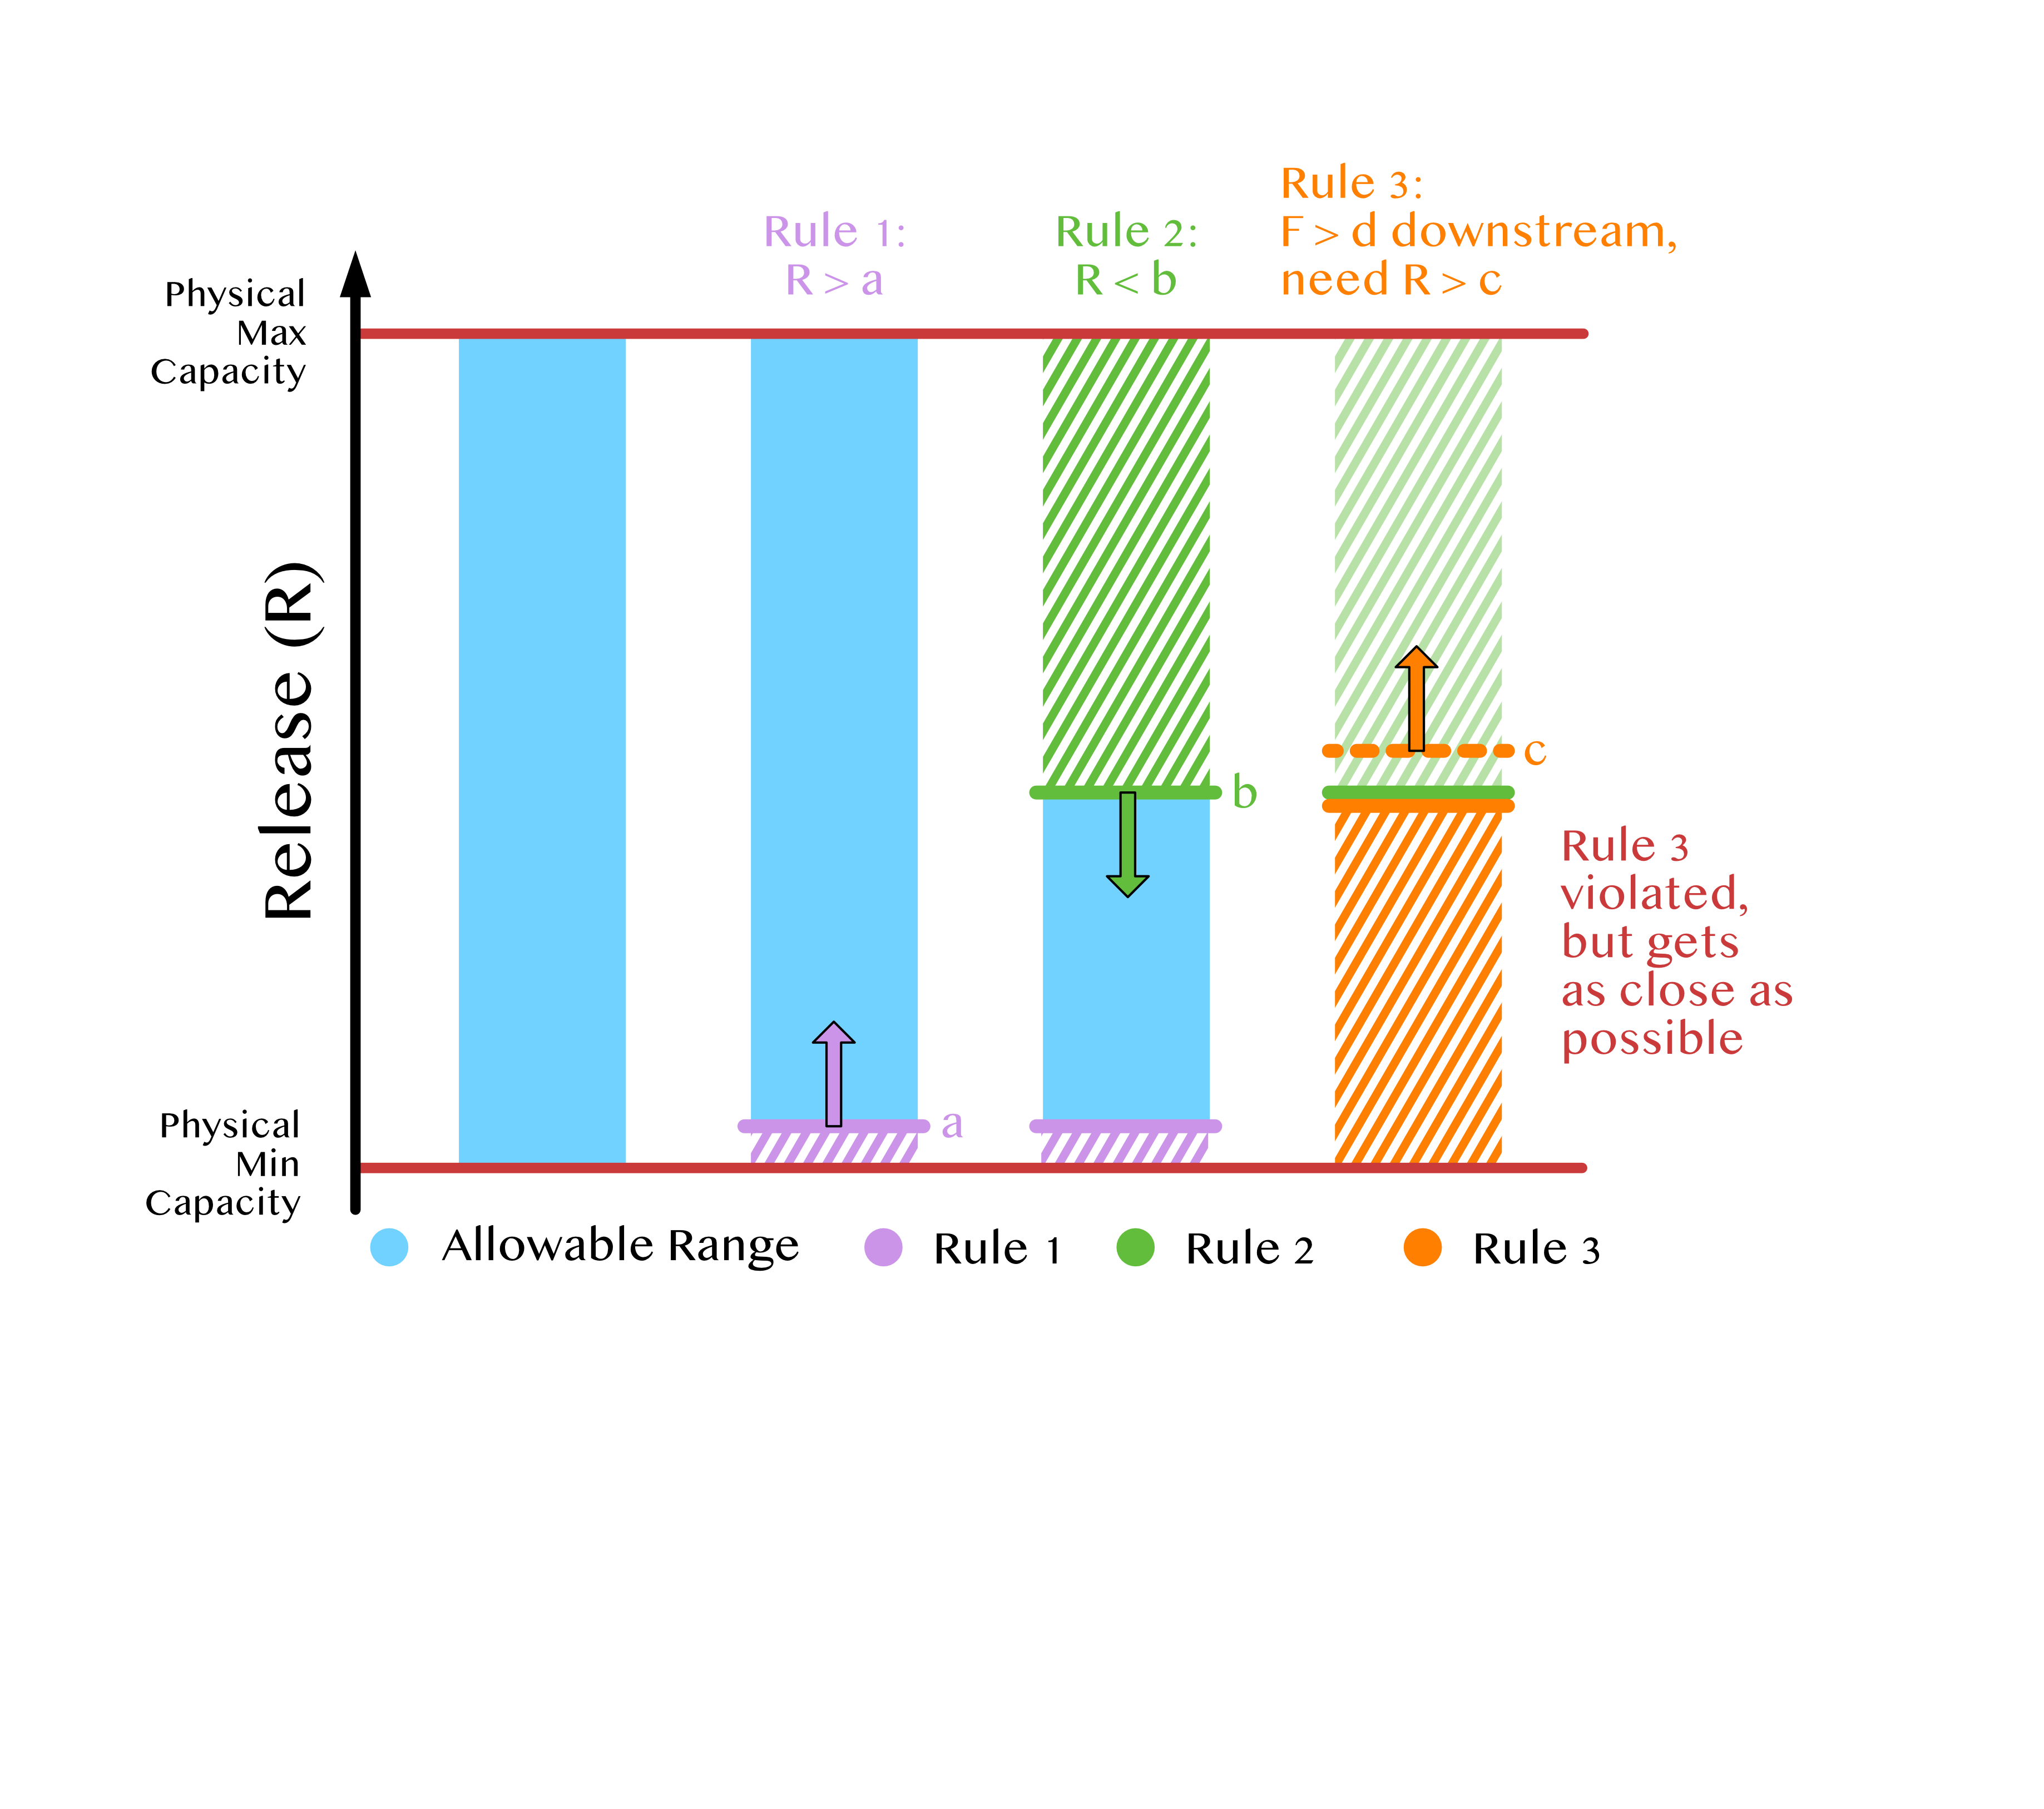 Rule 1:
R > a
Rule 2:
R < b
Rule 3:
F > d downstream,
need R > c
Physical
Max
Capacity
Release (R)
c
b
Rule 3
violated,
but gets
as close as
possible
a
Physical
Min
Capacity
Allowable Range
Rule 1
Rule 2
Rule 3